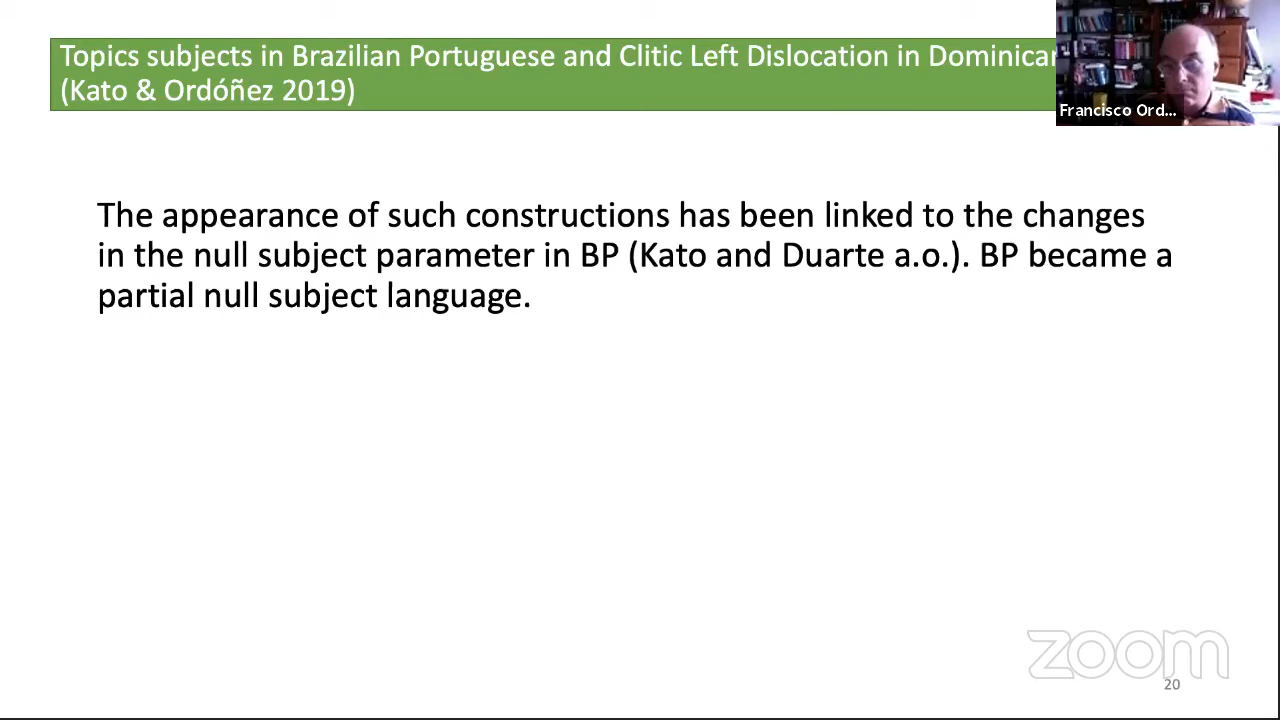 Topics subjects in Brazilian Portuguese and Clitic Left Dislocation in
(Kato & Ordóñez 2019)
Francisco Ord...
The appearance of such constructions has been linked to the changes
in the null subject parameter in BP (Kato and Duarte a.o.). BP became a
partial null subject language.
zoom
20